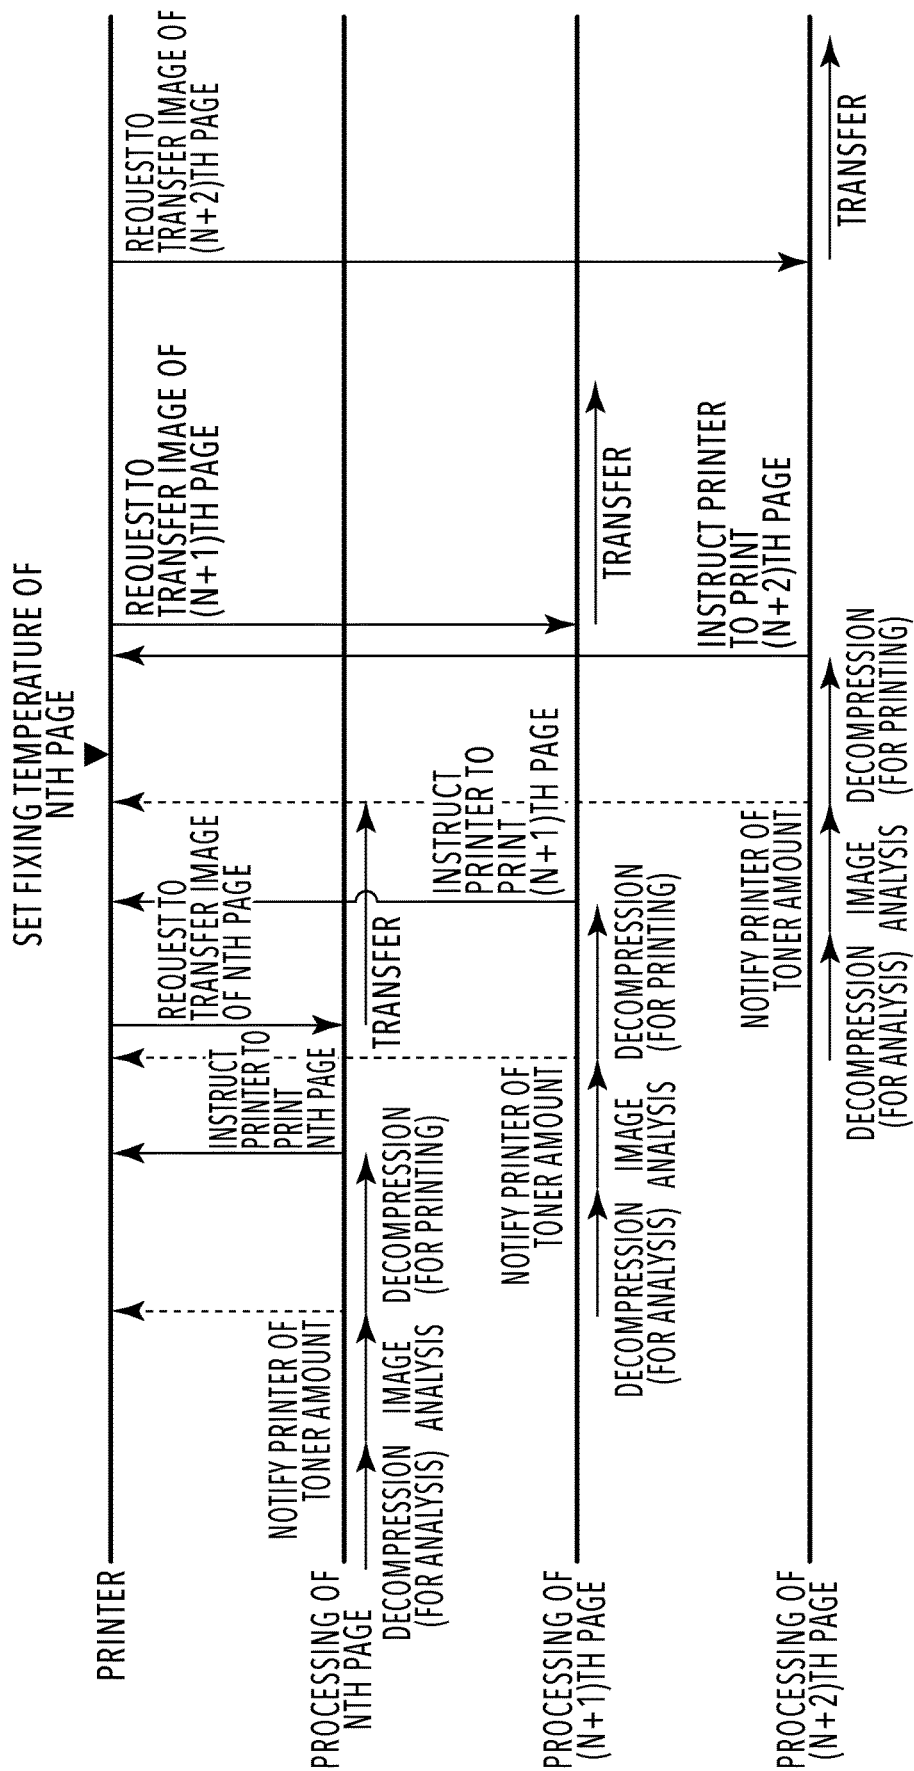 SET FIXING TEMPERATURE OF
NTH PAGE
PRINTER
REQUEST TO
TRANSFER IMAGE
OF NTH PAGE
REQUEST TO
TRANSFER IMAGE OF
(N+1)TH PAGE
REQUEST TO
TRANSFER IMAGE OF
(N+2)TH PAGE
NOTIFY PRINTER OF
TONER AMOUNT
INSTRUCT
PRINTER TO
PRINT
NTH PAGE
PROCESSING OF
NTH PAGE
DECOMPRESSION
(FOR ANALYSIS)
IMAGE
ANALYSIS
DECOMPRESSION
(FOR PRINTING)
TRANSFER
NOTIFY PRINTER OF
TONER AMOUNT
INSTRUCT
PRINTER TO
PRINT
(N+1)TH PAGE
PROCESSING OF
(N+1)TH PAGE
DECOMPRESSION
(FOR ANALYSIS)
IMAGE
ANALYSIS
DECOMPRESSION
(FOR PRINTING)
TRANSFER
NOTIFY PRINTER OF
TONER AMOUNT
INSTRUCT PRINTER
TO PRINT
(N+2)TH PAGE
PROCESSING OF
(N+2)TH PAGE
DECOMPRESSION
(FOR ANALYSIS)
IMAGE
ANALYSIS
DECOMPRESSION
(FOR PRINTING)
TRANSFER